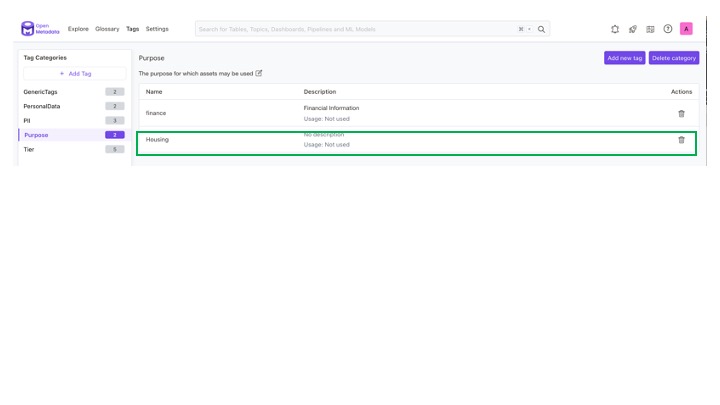 Open
Metadata
Explore Glossary Tags Settings
Search for Tables, Topics, Dashboards, Pipelines and ML Models
A
Tag Categories
+ Add Tag
GenericTags 2
PersonalData 2
PII 3
Purpose 2
Tier 5
Purpose
Add new tag Delete category
The purpose for which assets may be used
Name Description Actions
finance
Financial Information
Usage: Not used
Housing
No description
Usage: Not used